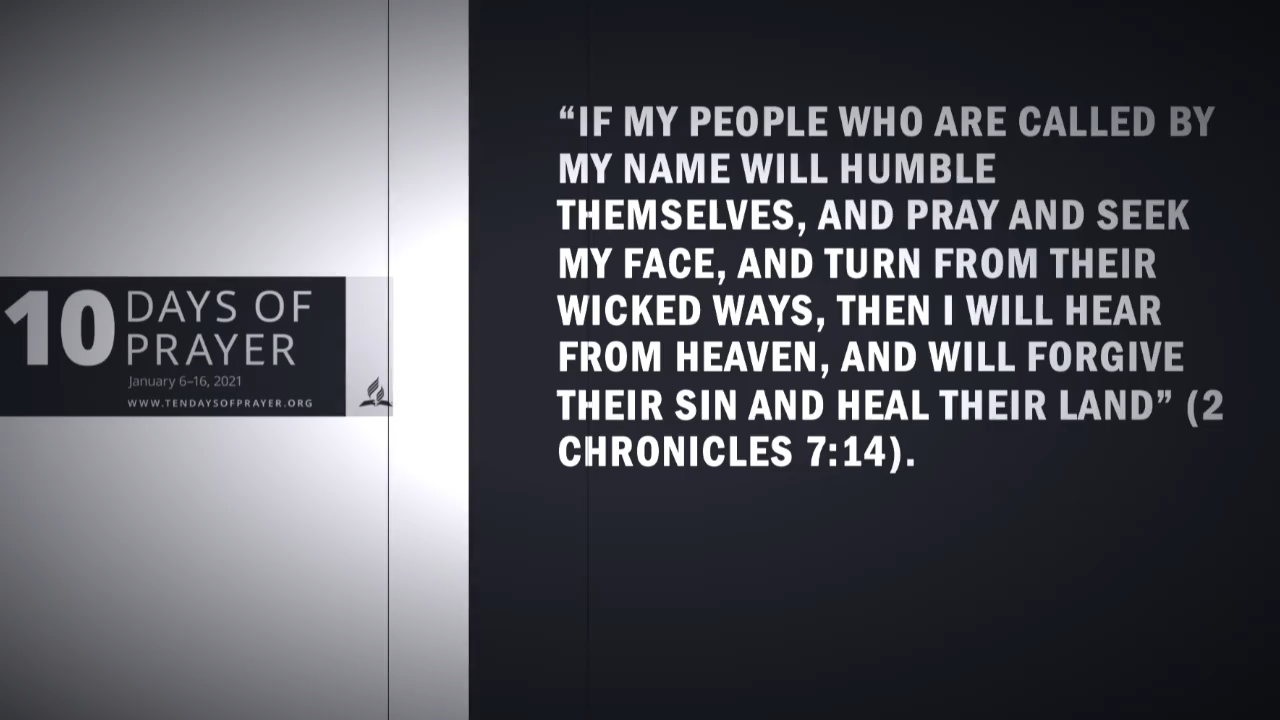 10 DAYS OF
PRAYER
January 6–16, 2021
WWW.TENDAYSOFPRAYER.ORG
“IF MY PEOPLE WHO ARE CALLED BY
MY NAME WILL HUMBLE
THEMSELVES, AND PRAY AND SEEK
MY FACE, AND TURN FROM THEIR
WICKED WAYS, THEN I WILL HEAR
FROM HEAVEN, AND WILL FORGIVE
THEIR SIN AND HEAL THEIR LAND” (2
CHRONICLES 7:14).